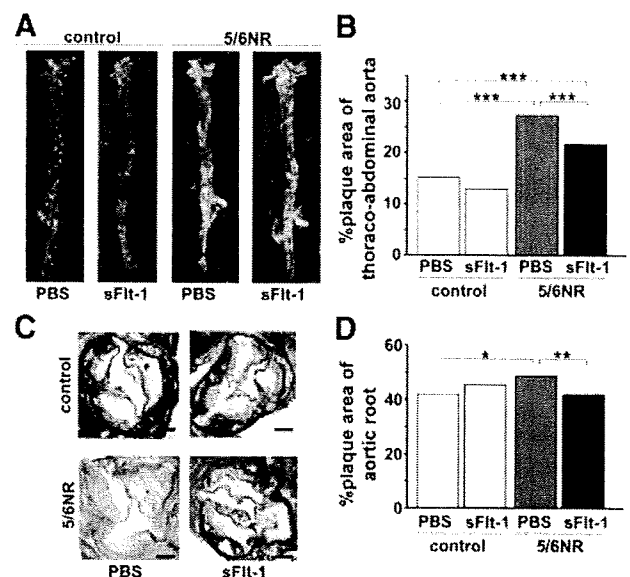 A
control 5/6NR
PBS sFlt-1 PBS sFlt-1
B
%plaque area of
thoraco-abdominal aorta
30
20
10
0
***
*** ***
PBS sFlt-1 PBS sFlt-1
control 5/6NR
C
control
5/6NR
PBS sFlt-1
D
%plaque area of
aortic root
60
40
20
0
* **
PBS sFlt-1 PBS sFlt-1
control 5/6NR